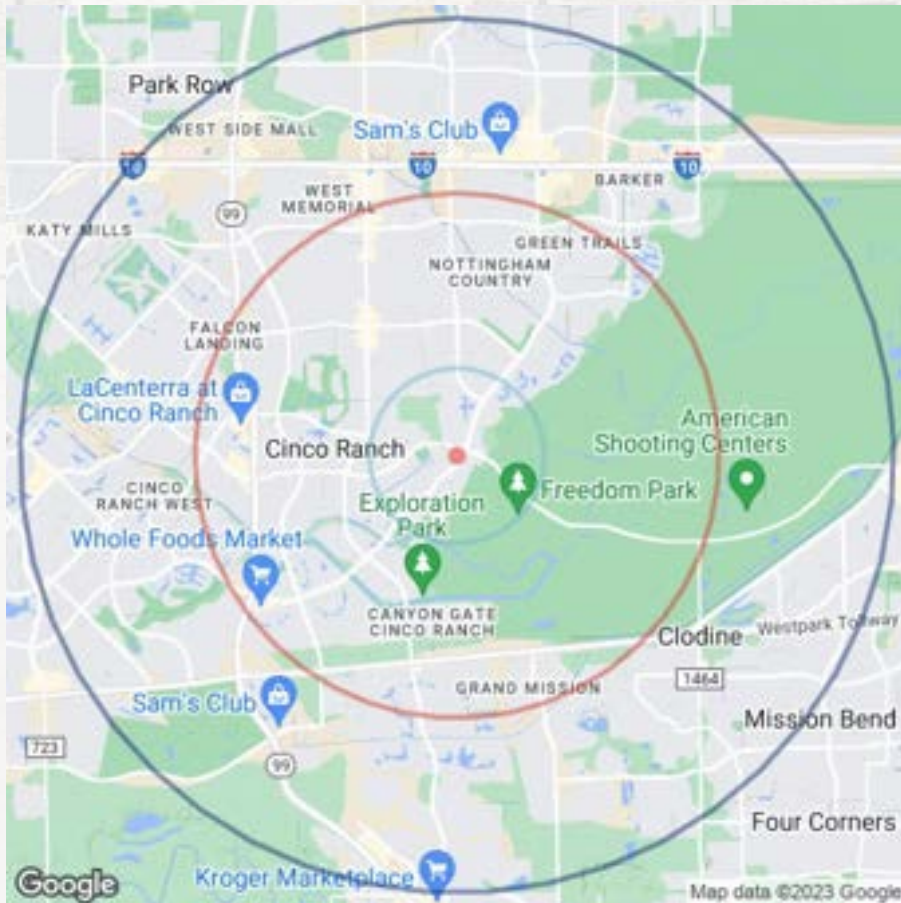 Park Row
WEST SIDE MALL
Sam's Club
10
10
10
BARKER
WEST
MEMORIAL
99
KATY MILLS
GREEN TRAILS
NOTTINGHAM
COUNTRY
FALCON
LANDING
LaCenterra at
Cinco Ranch
American
Shooting Centers
Cinco Ranch
CINCO
RANCH WEST
Exploration
Park
Freedom Park
Whole Foods Market
CANYON GATE
CINCO RANCH
Clodine
Westpark Tollway
1464
GRAND MISSION
Sam's Club
Mission Bend
723
99
Four Corners
Kroger Marketplace
Google
Map data ©2023 Google